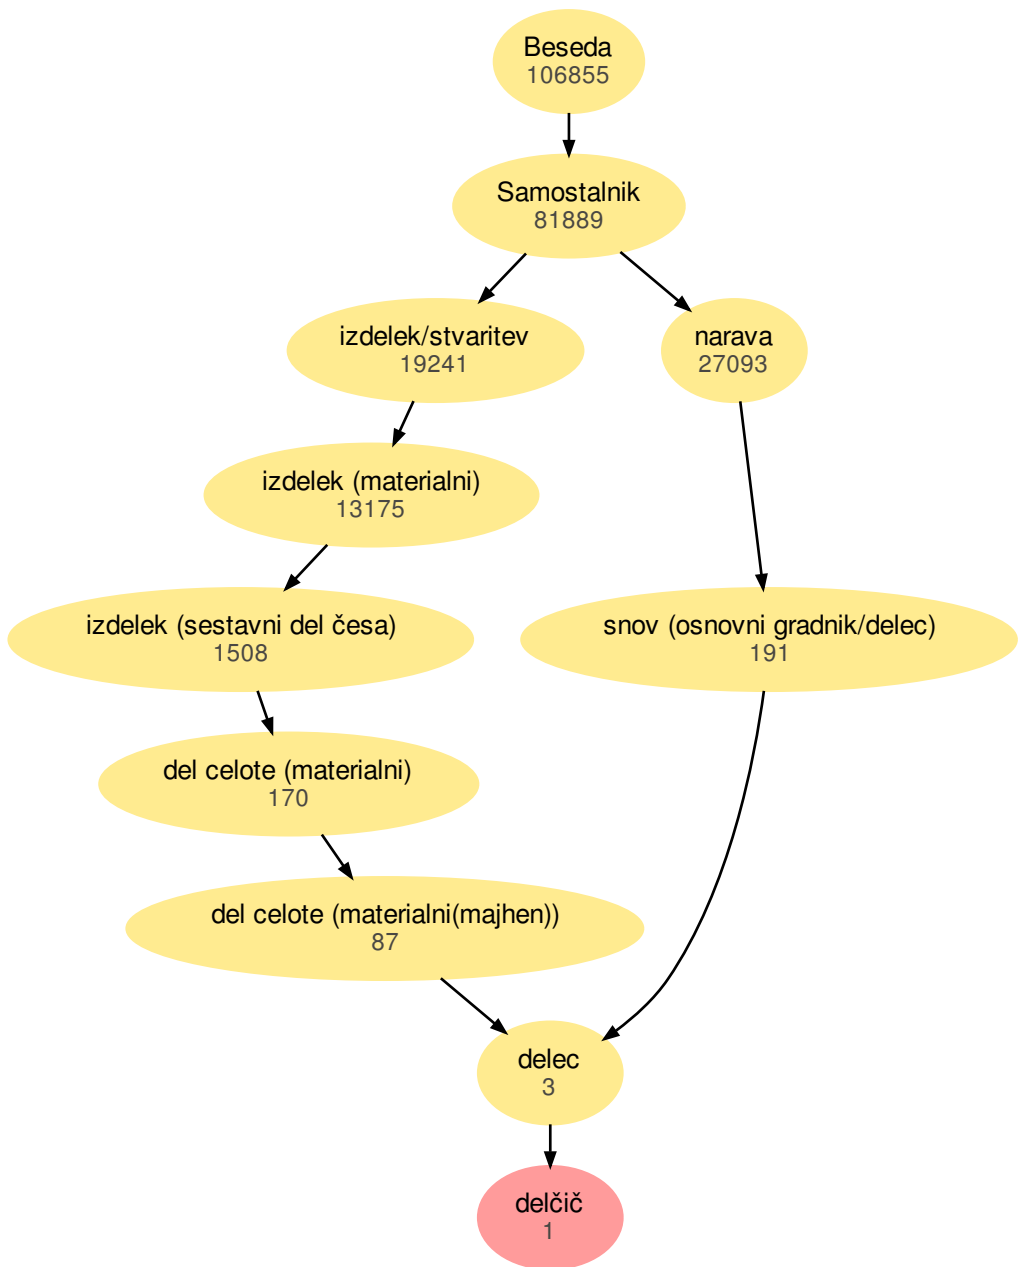 Beseda
106855
Samostalnik
81889
izdelek/stvaritev
19241
narava
27093
izdelek (materialni)
13175
izdelek (sestavni del česa)
1508
snov (osnovni gradnik/delec)
191
del celote (materialni)
170
del celote (materialni(majhen))
87
delec
3
delčič
1